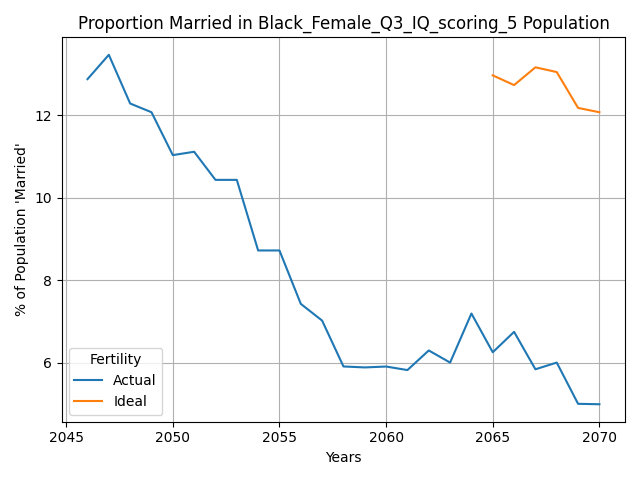 Proportion Married in Black_Female_Q3_IQ_scoring_5 Population
% of Population 'Married'
12
10
8
6
Fertility
Actual
Ideal
2045 2050 2055 2060 2065 2070
Years